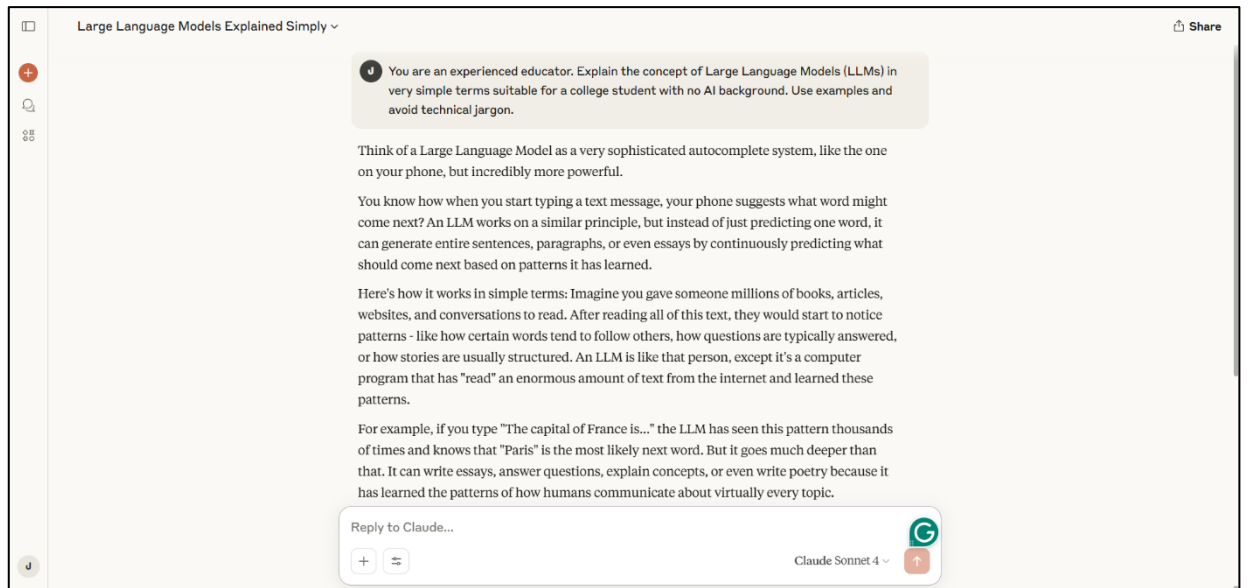 Large Language Models Explained Simply
Share
J
You are an experienced educator. Explain the concept of Large Language Models (LLMs) in
very simple terms suitable for a college student with no AI background. Use examples and
avoid technical jargon.
Think of a Large Language Model as a very sophisticated autocomplete system, like the one
on your phone, but incredibly more powerful.
You know how when you start typing a text message, your phone suggests what word might
come next? An LLM works on a similar principle, but instead of just predicting one word, it
can generate entire sentences, paragraphs, or even essays by continuously predicting what
should come next based on patterns it has learned.
Here's how it works in simple terms: Imagine you gave someone millions of books, articles,
websites, and conversations to read. After reading all of this text, they would start to notice
patterns - like how certain words tend to follow others, how questions are typically answered,
or how stories are usually structured. An LLM is like that person, except it's a computer
program that has "read" an enormous amount of text from the internet and learned these
patterns.
For example, if you type "The capital of France is..." the LLM has seen this pattern thousands
of times and knows that "Paris" is the most likely next word. But it goes much deeper than
that. It can write essays, answer questions, explain concepts, or even write poetry because it
has learned the patterns of how humans communicate about virtually every topic.
Reply to Claude...
G
Claude Sonnet 4
J